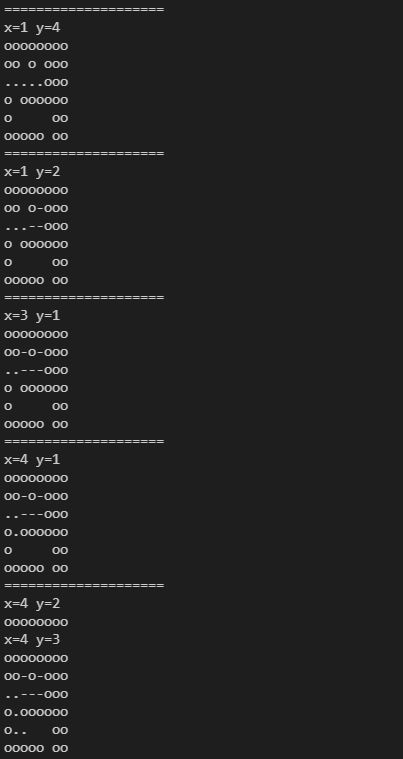 ====================
x=1 y=4
oooooooo
oo o ooo
.....ooo
o oooooo
o     oo
ooooo oo
====================
x=1 y=2
oooooooo
oo o-ooo
...--ooo
o oooooo
o     oo
ooooo oo
====================
x=3 y=1
oooooooo
oo-o-ooo
..---ooo
o oooooo
o     oo
ooooo oo
====================
x=4 y=1
oooooooo
oo-o-ooo
..---ooo
o.oooooo
o     oo
ooooo oo
====================
x=4 y=2
oooooooo
x=4 y=3
oooooooo
oo-o-ooo
..---ooo
o.oooooo
o..   oo
ooooo oo